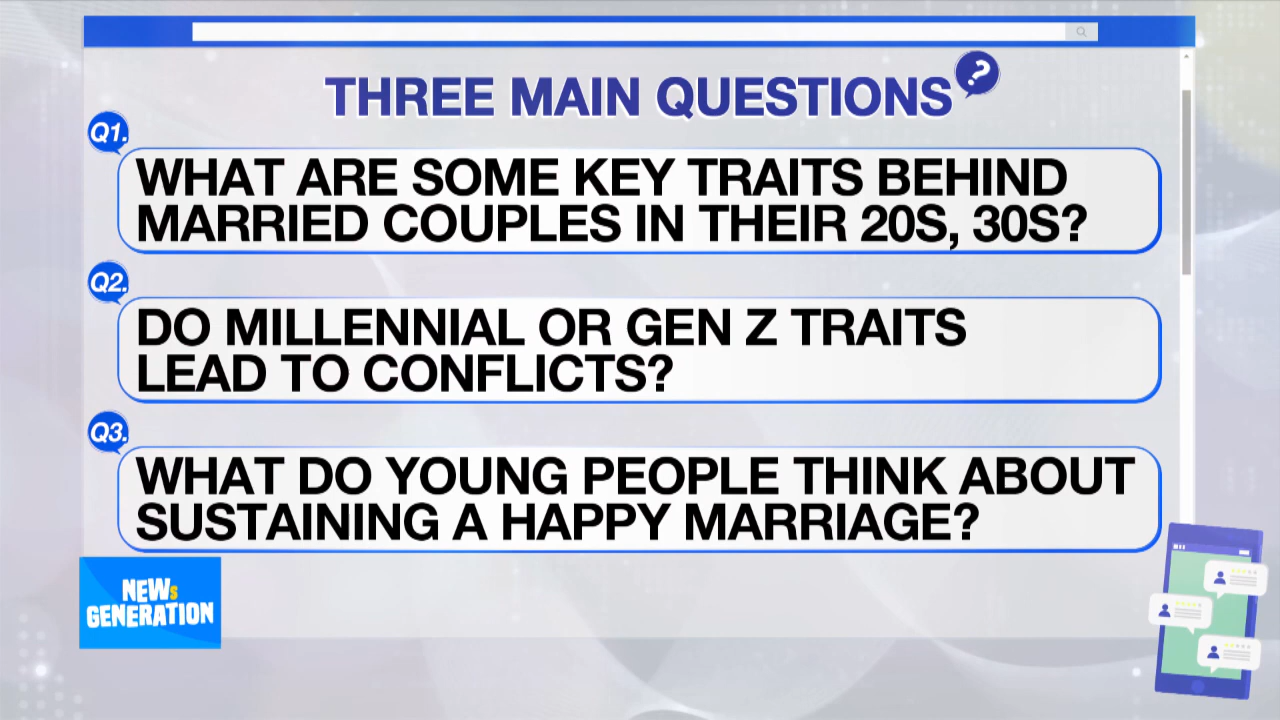 THREE MAIN QUESTIONS ?
Q1.
WHAT ARE SOME KEY TRAITS BEHIND
MARRIED COUPLES IN THEIR 20S, 30S?
Q2.
DO MILLENNIAL OR GEN Z TRAITS
LEAD TO CONFLICTS?
Q3.
WHAT DO YOUNG PEOPLE THINK ABOUT
SUSTAINING A HAPPY MARRIAGE?
NEWs
GENERATION